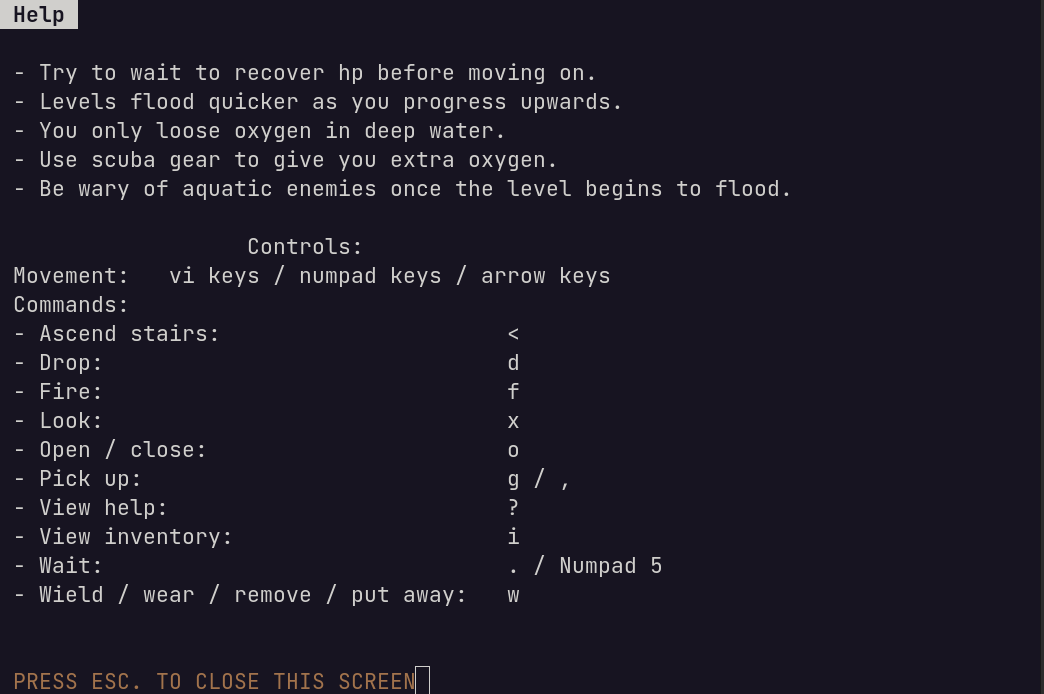 Help
- Try to wait to recover hp before moving on.
- Levels flood quicker as you progress upwards.
- You only loose oxygen in deep water.
- Use scuba gear to give you extra oxygen.
- Be wary of aquatic enemies once the level begins to flood.
Controls:
Movement:   vi keys / numpad keys / arrow keys
Commands:
- Ascend stairs:                      <
- Drop:                               d
- Fire:                               f
- Look:                               x
- Open / close:                       o
- Pick up:                            g / ,
- View help:                          ?
- View inventory:                     i
- Wait:                               . / Numpad 5
- Wield / wear / remove / put away:   w
PRESS ESC. TO CLOSE THIS SCREEN